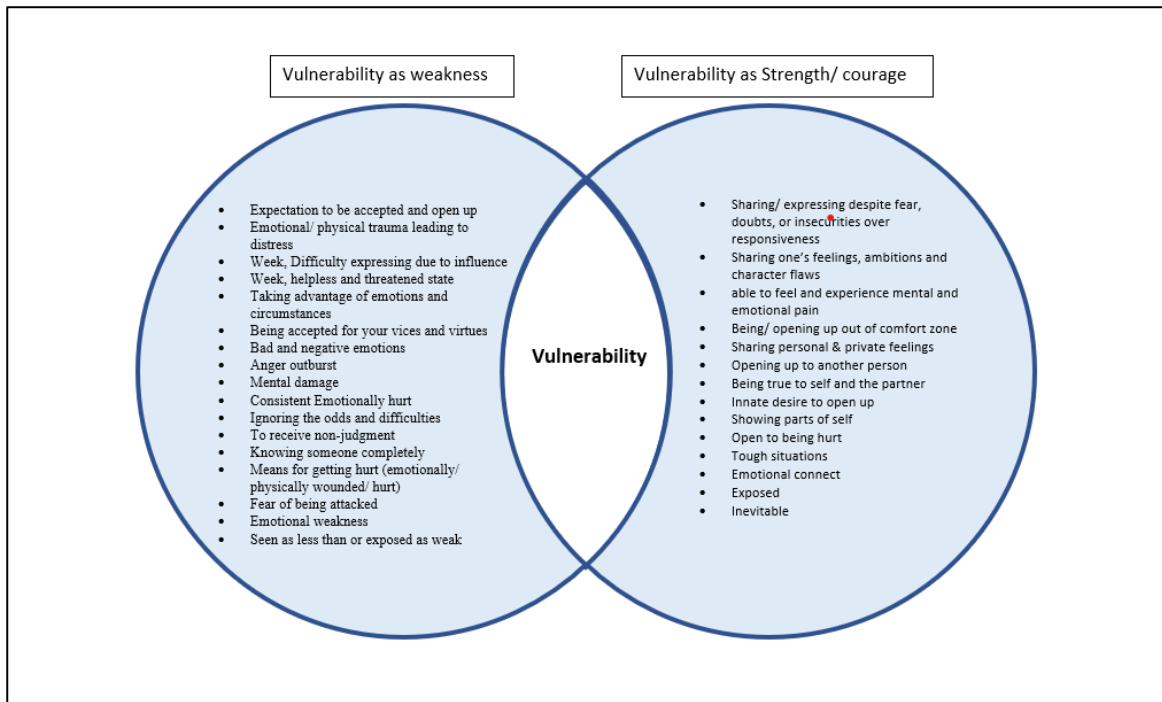 Vulnerability as weakness
Vulnerability as Strength/ courage
• Expectation to be accepted and open up
• Emotional/ physical trauma leading to
distress
• Week, Difficulty expressing due to influence
• Week, helpless and threatened state
• Taking advantage of emotions and
circumstances
• Being accepted for your vices and virtues
• Bad and negative emotions
• Anger outburst
• Mental damage
• Consistent Emotionally hurt
• Ignoring the odds and difficulties
• To receive non-judgment
• Knowing someone completely
• Means for getting hurt (emotionally/
physically wounded/ hurt)
• Fear of being attacked
• Emotional weakness
• Seen as less than or exposed as weak
Vulnerability
• Sharing/ expressing despite fear,
doubts, or insecurities over
responsiveness
• Sharing one's feelings, ambitions and
character flaws
• able to feel and experience mental and
emotional pain
• Being/ opening up out of comfort zone
• Sharing personal & private feelings
• Opening up to another person
• Being true to self and the partner
• Innate desire to open up
• Showing parts of self
• Open to being hurt
• Tough situations
• Emotional connect
• Exposed
• Inevitable